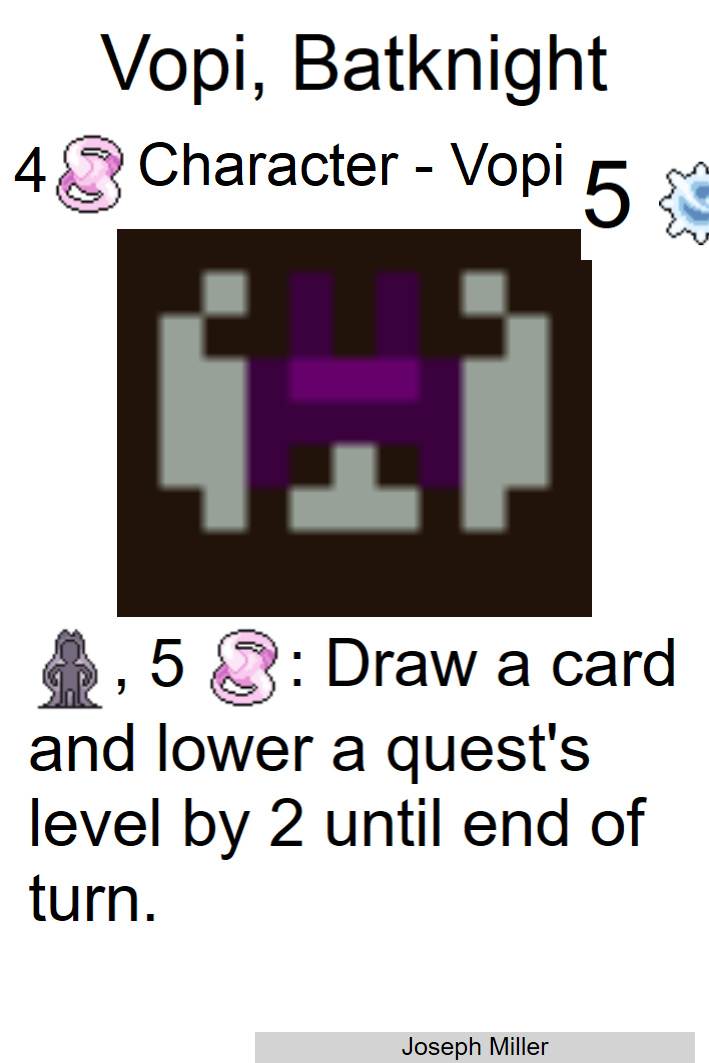 Vopi, Batknight
4 Character - Vopi 5
, 5 : Draw a card
and lower a quest's
level by 2 until end of
turn.
Joseph Miller